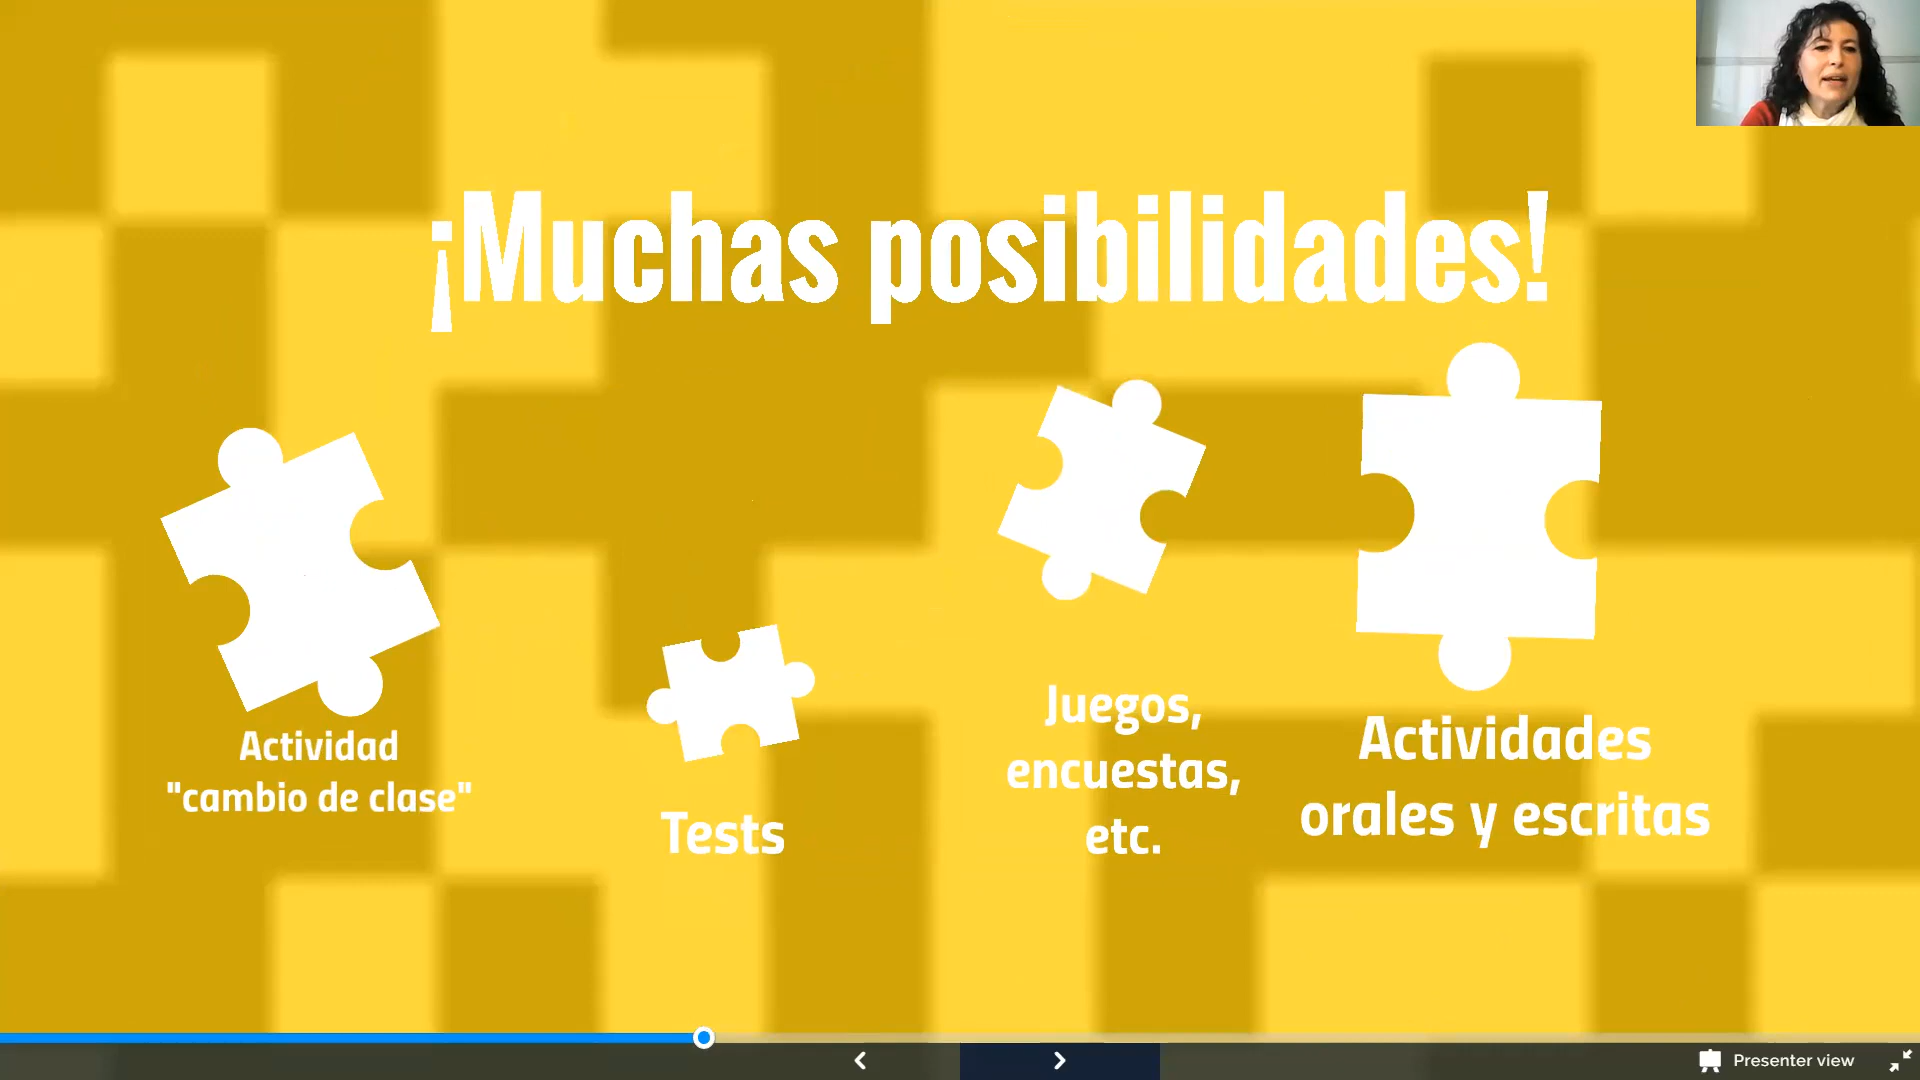 ¡Muchas posibilidades!
Actividad
"cambio de clase"
Tests
Juegos,
encuestas,
etc.
Actividades
orales y escritas
Presenter view